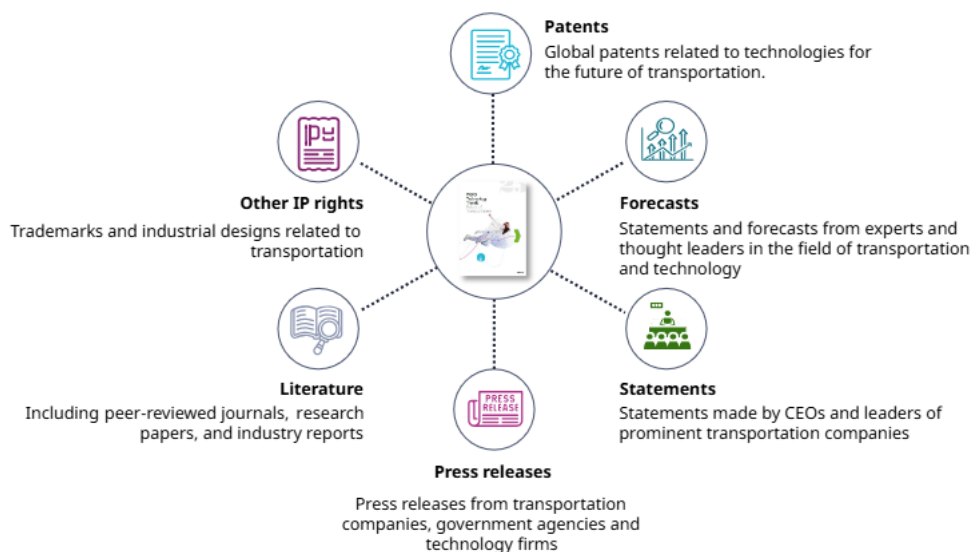 Patents
Global patents related to technologies for
the future of transportation.
Other IP rights
Trademarks and industrial designs related to
transportation
Forecasts
Statements and forecasts from experts and
thought leaders in the field of transportation
and technology
Literature
Including peer-reviewed journals, research
papers, and industry reports
Statements
Statements made by CEOs and leaders of
prominent transportation companies
PRESS
RELEASE
Press releases
Press releases from transportation
companies, government agencies and
technology firms